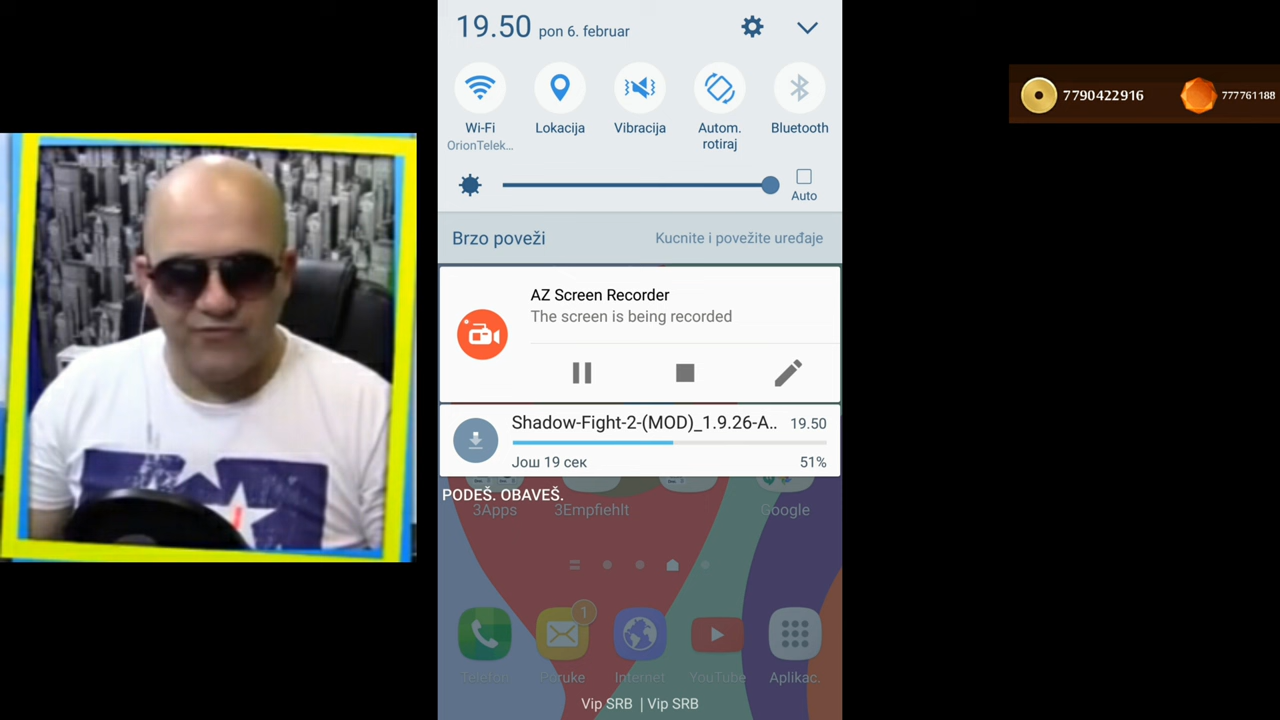 19.50 pon 6. februar
Wi-Fi
OrionTelek...
Lokacija
Vibracija
Autom.
rotiraj
Bluetooth
Auto
Brzo poveži
Kucnite i povežite uređaje
AZ Screen Recorder
The screen is being recorded
Shadow-Fight-2-(MOD)_1.9.26-A..
19.50
Још 19 сек
51%
PODEŠ. OBAVEŠ.
3Apps
3Empfiehlt
Google
1
Telefon
Poruke
Internet
YouTube
Aplikac.
Vip SRB | Vip SRB
7790422916
777761188